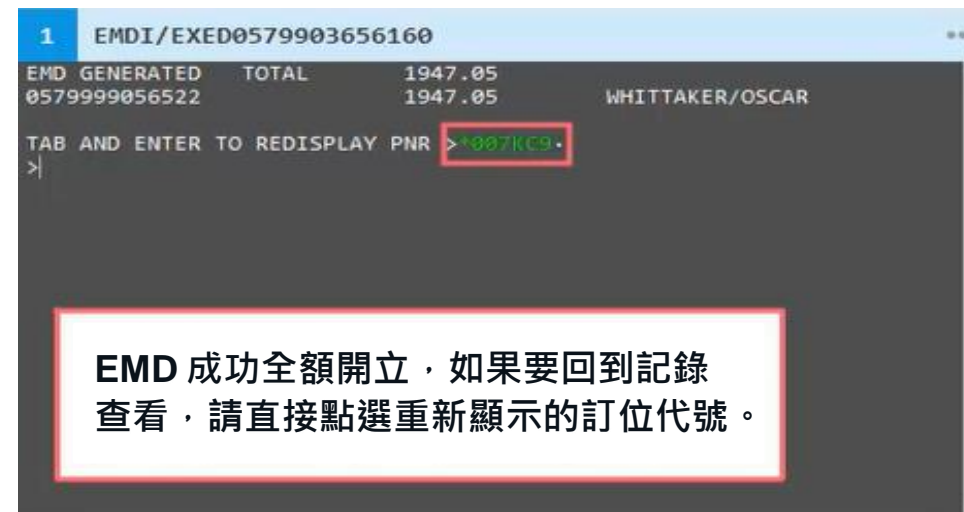 1 EMDI/EXED0579903656160
EMD GENERATED TOTAL 1947.05
0579999056522 1947.05 WHITTAKER/OSCAR
TAB AND ENTER TO REDISPLAY PNR >*007KC9·
>
EMD 成功全額開立，如果要回到記錄
查看，請直接點選重新顯示的訂位代號。